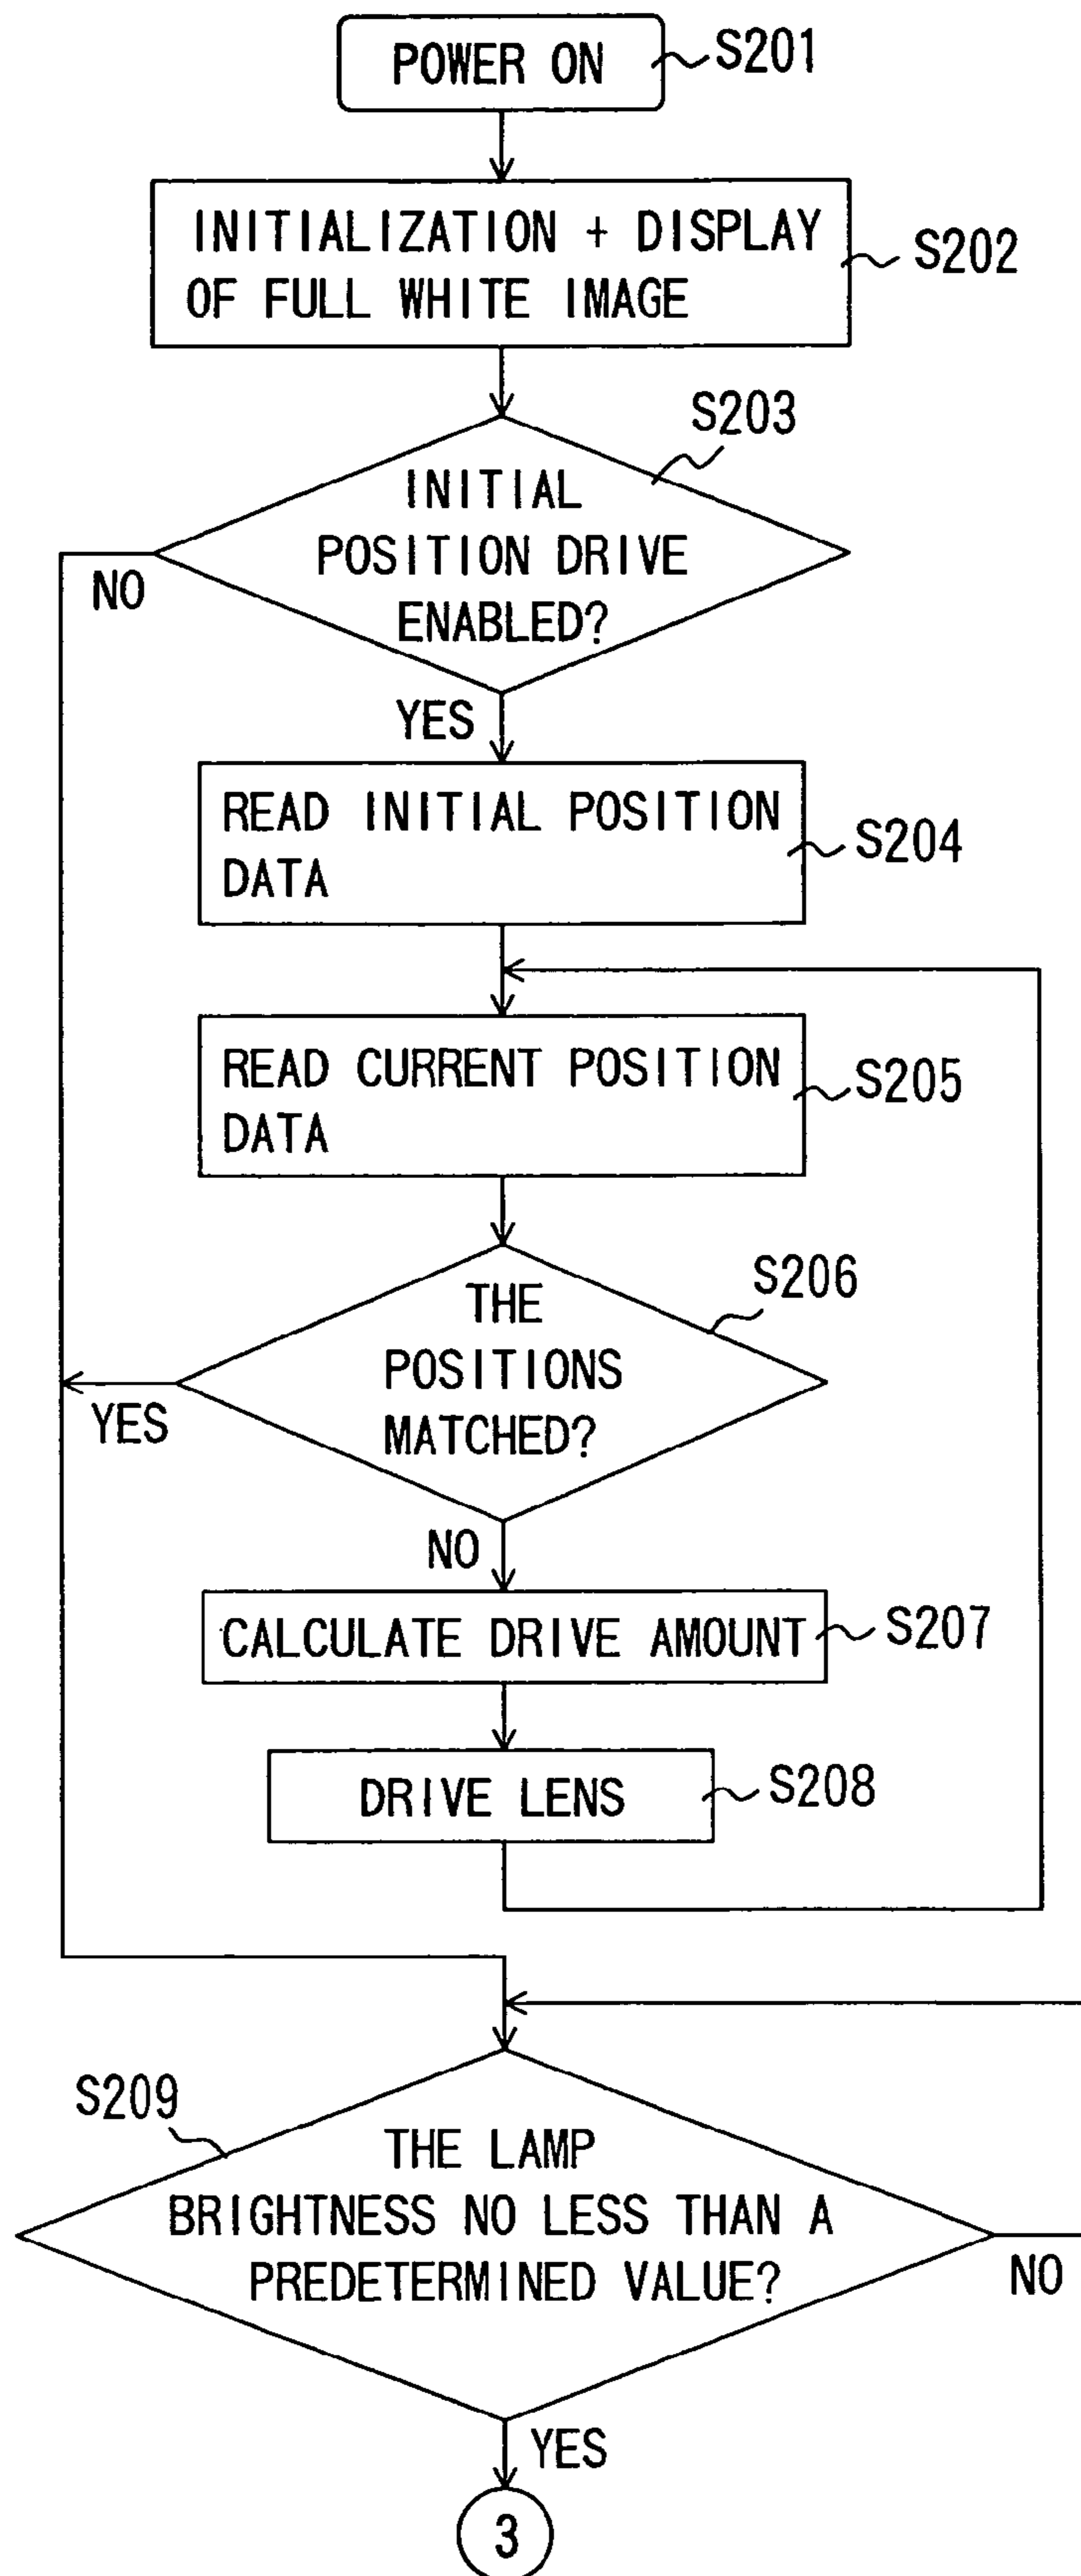 POWER ON
S201
INITIALIZATION + DISPLAY
OF FULL WHITE IMAGE
S202
S203
INITIAL
POSITION DRIVE
ENABLED?
NO
YES
READ INITIAL POSITION
DATA
S204
READ CURRENT POSITION
DATA
S205
S206
THE
POSITIONS
MATCHED?
YES
NO
CALCULATE DRIVE AMOUNT
S207
DRIVE LENS
S208
S209
THE LAMP
BRIGHTNESS NO LESS THAN A
PREDETERMINED VALUE?
NO
YES
3